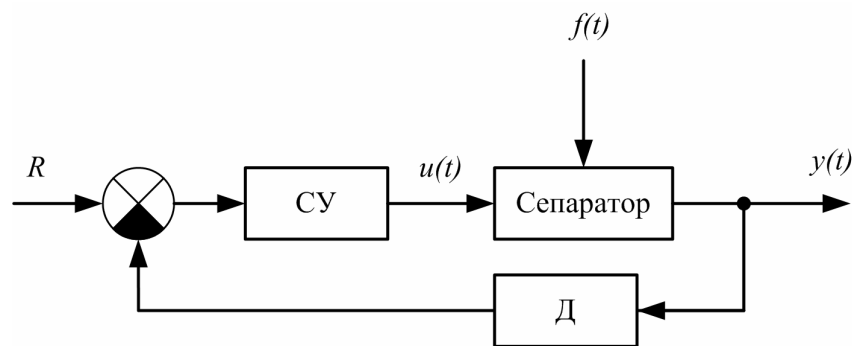 f(t)
R
СУ
u(t)
Сепаратор
y(t)
Д